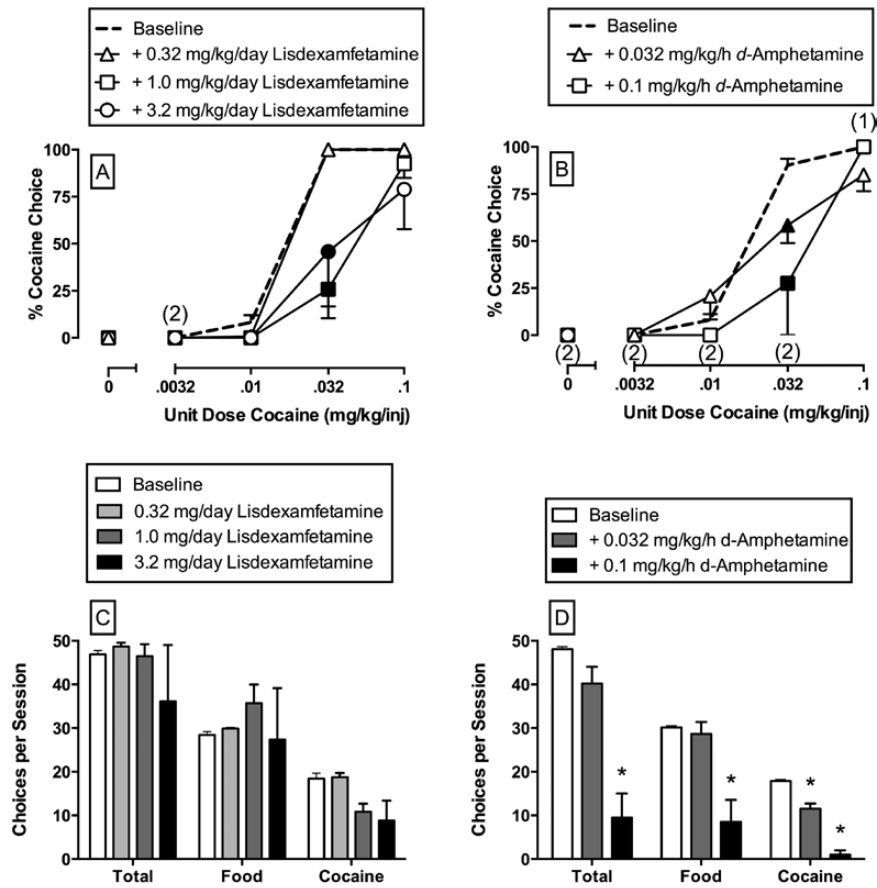 Baseline
+ 0.32 mg/kg/day Lisdexamfetamine
+ 1.0 mg/kg/day Lisdexamfetamine
+ 3.2 mg/kg/day Lisdexamfetamine
A
% Cocaine Choice
100
75
50
25
0
(2)
0
.0032
.01
.032
.1
Unit Dose Cocaine (mg/kg/inj)
Baseline
+ 0.032 mg/kg/h d-Amphetamine
+ 0.1 mg/kg/h d-Amphetamine
B
% Cocaine Choice
100
75
50
25
0
(1)
(2)
(2)
(2)
(2)
0
.0032
.01
.032
.1
Unit Dose Cocaine (mg/kg/inj)
Baseline
0.32 mg/day Lisdexamfetamine
1.0 mg/day Lisdexamfetamine
3.2 mg/day Lisdexamfetamine
C
Choices per Session
50
40
30
20
10
0
Total
Food
Cocaine
Baseline
+ 0.032 mg/kg/h d-Amphetamine
+ 0.1 mg/kg/h d-Amphetamine
D
Choices per Session
50
40
30
20
10
0
*
*
*
*
Total
Food
Cocaine